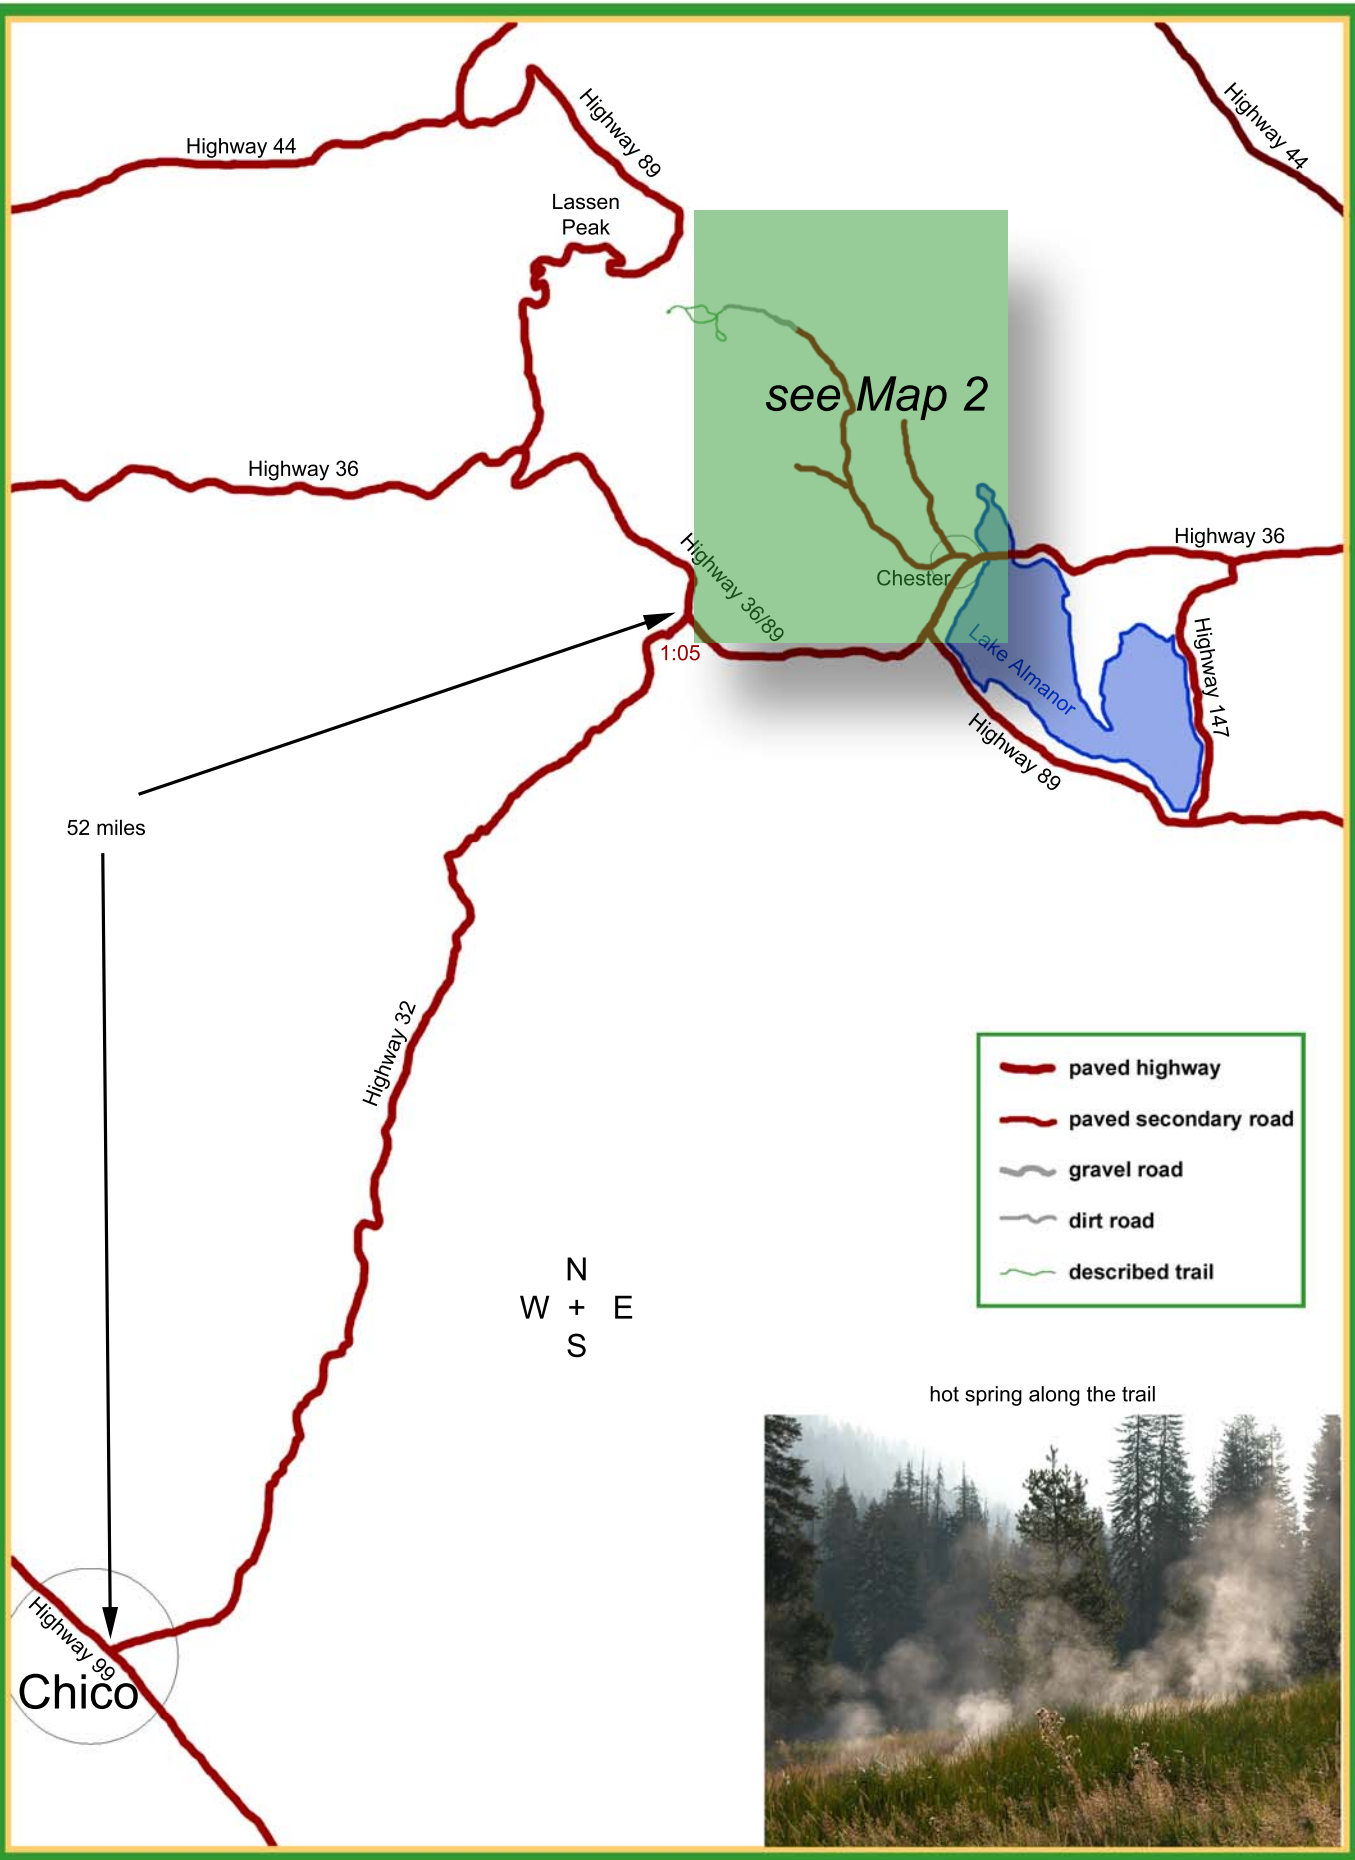 Highway 44
Highway 89
Highway 44
Lassen
Peak
see Map 2
Highway 36
Highway 36/89
Highway 36
Chester
1:05
Lake Almanor
Highway 147
Highway 89
52 miles
Highway 32
paved highway
paved secondary road
gravel road
dirt road
described trail
N
W + E
S
hot spring along the trail
Highway 99
Chico